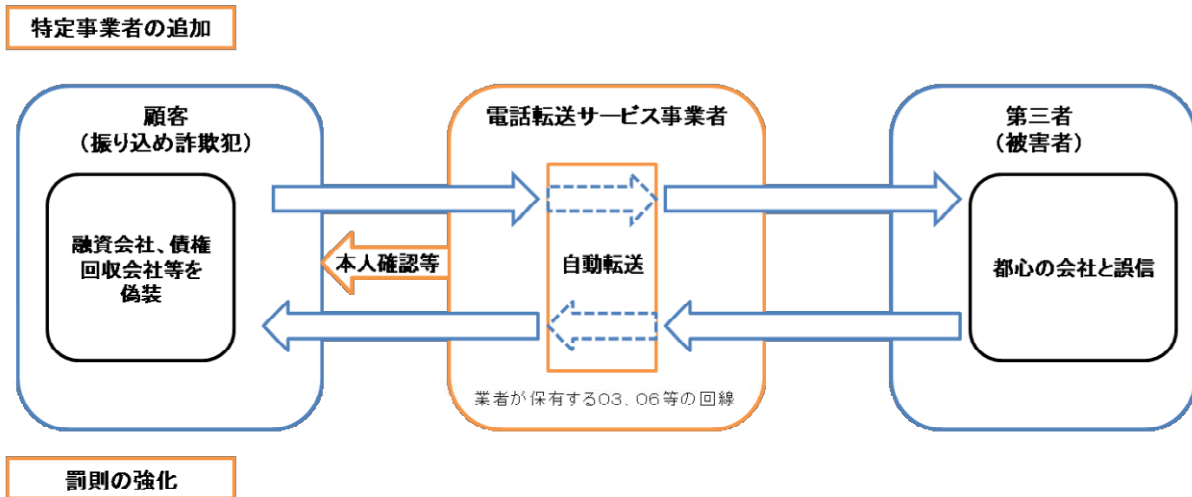 特定事業者の追加
顧客
（振り込め詐欺犯）
電話転送サービス事業者
第三者
（被害者）
融資会社、債権
回収会社等を
偽装
本人確認等
自動転送
都心の会社と誤信
業者が保有する０３、０６等の回線
罰則の強化